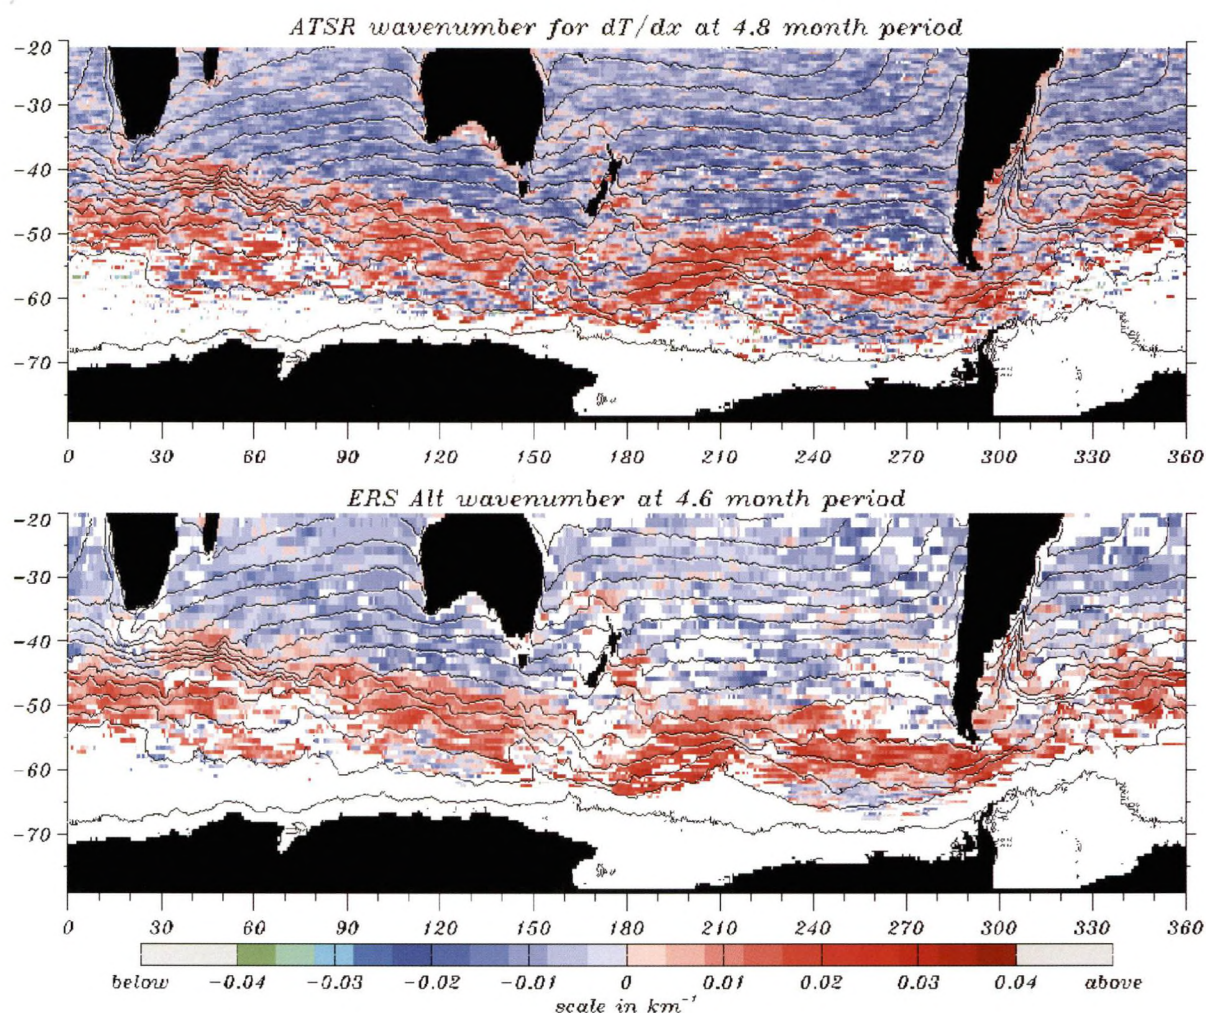 ATSR wavenumber for dT/dx at 4.8 month period
-20
-30
-40
-50
-60
-70
0 30 60 90 120 150 180 210 240 270 300 330 360
ERS Alt wavenumber at 4.6 month period
-20
-30
-40
-50
-60
-70
0 30 60 90 120 150 180 210 240 270 300 330 360
below -0.04 -0.03 -0.02 -0.01 0 0.01 0.02 0.03 0.04 above
scale in km⁻¹